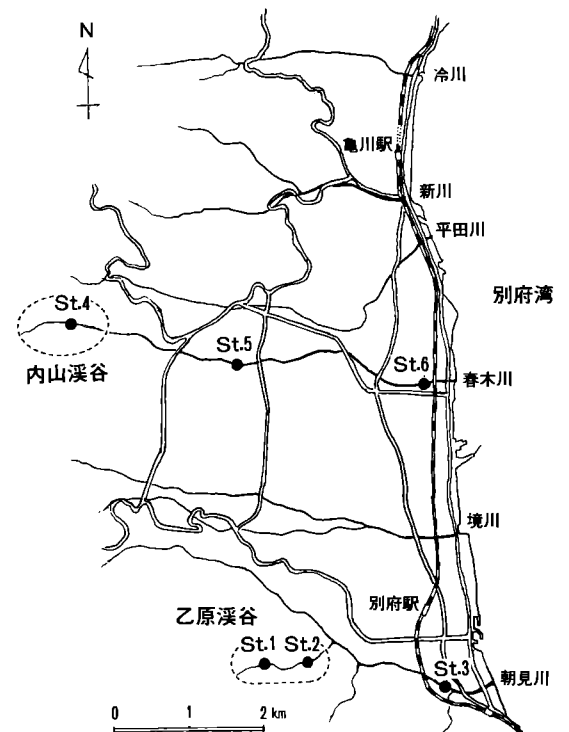 N
冷川
亀川駅
新川
平田川
別府湾
St.4
St.5
St.6
内山渓谷
春木川
境川
別府駅
乙原渓谷
St.1 St.2
St.3
朝見川
0 1 2 km